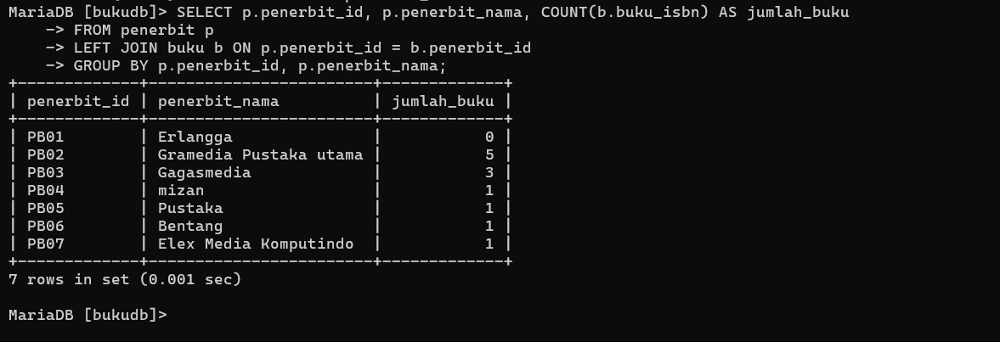 MariaDB [bukudb]> SELECT p.penerbit_id, p.penerbit_nama, COUNT(b.buku_isbn) AS jumlah_buku
    -> FROM penerbit p
    -> LEFT JOIN buku b ON p.penerbit_id = b.penerbit_id
    -> GROUP BY p.penerbit_id, p.penerbit_nama;
+-------------+------------------------+-------------+
| penerbit_id | penerbit_nama          | jumlah_buku |
+-------------+------------------------+-------------+
| PB01        | Erlangga               |           0 |
| PB02        | Gramedia Pustaka utama |           5 |
| PB03        | Gagasmedia             |           3 |
| PB04        | mizan                  |           1 |
| PB05        | Pustaka                |           1 |
| PB06        | Bentang                |           1 |
| PB07        | Elex Media Komputindo  |           1 |
+-------------+------------------------+-------------+
7 rows in set (0.001 sec)

MariaDB [bukudb]>